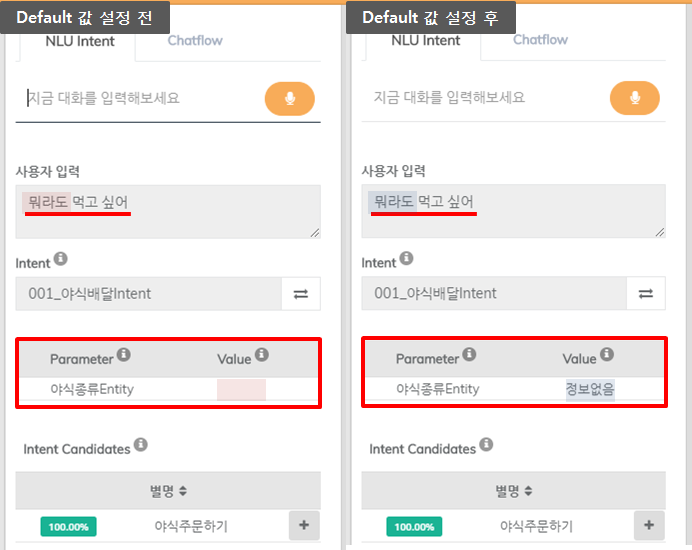 Default 값 설정 전
NLU Intent Chatflow
지금 대화를 입력해보세요
사용자 입력
뭐라도 먹고 싶어
Intent
001_야식배달Intent
Parameter Value
야식종류Entity
Intent Candidates
별명
100.00% 야식주문하기 +
Default 값 설정 후
NLU Intent Chatflow
지금 대화를 입력해보세요
사용자 입력
뭐라도 먹고 싶어
Intent
001_야식배달Intent
Parameter Value
야식종류Entity 정보없음
Intent Candidates
별명
100.00% 야식주문하기 +